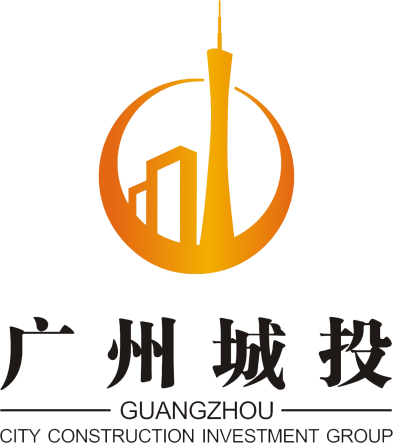 广州城投
GUANGZHOU
CITY CONSTRUCTION INVESTMENT GROUP